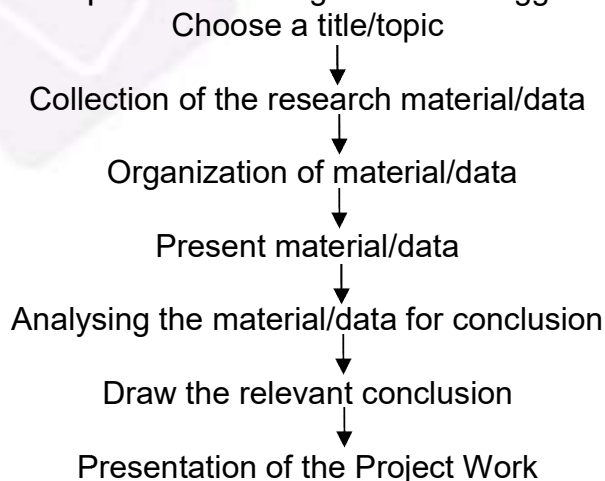 Choose a title/topic
Collection of the research material/data
Organization of material/data
Present material/data
Analysing the material/data for conclusion
Draw the relevant conclusion
Presentation of the Project Work